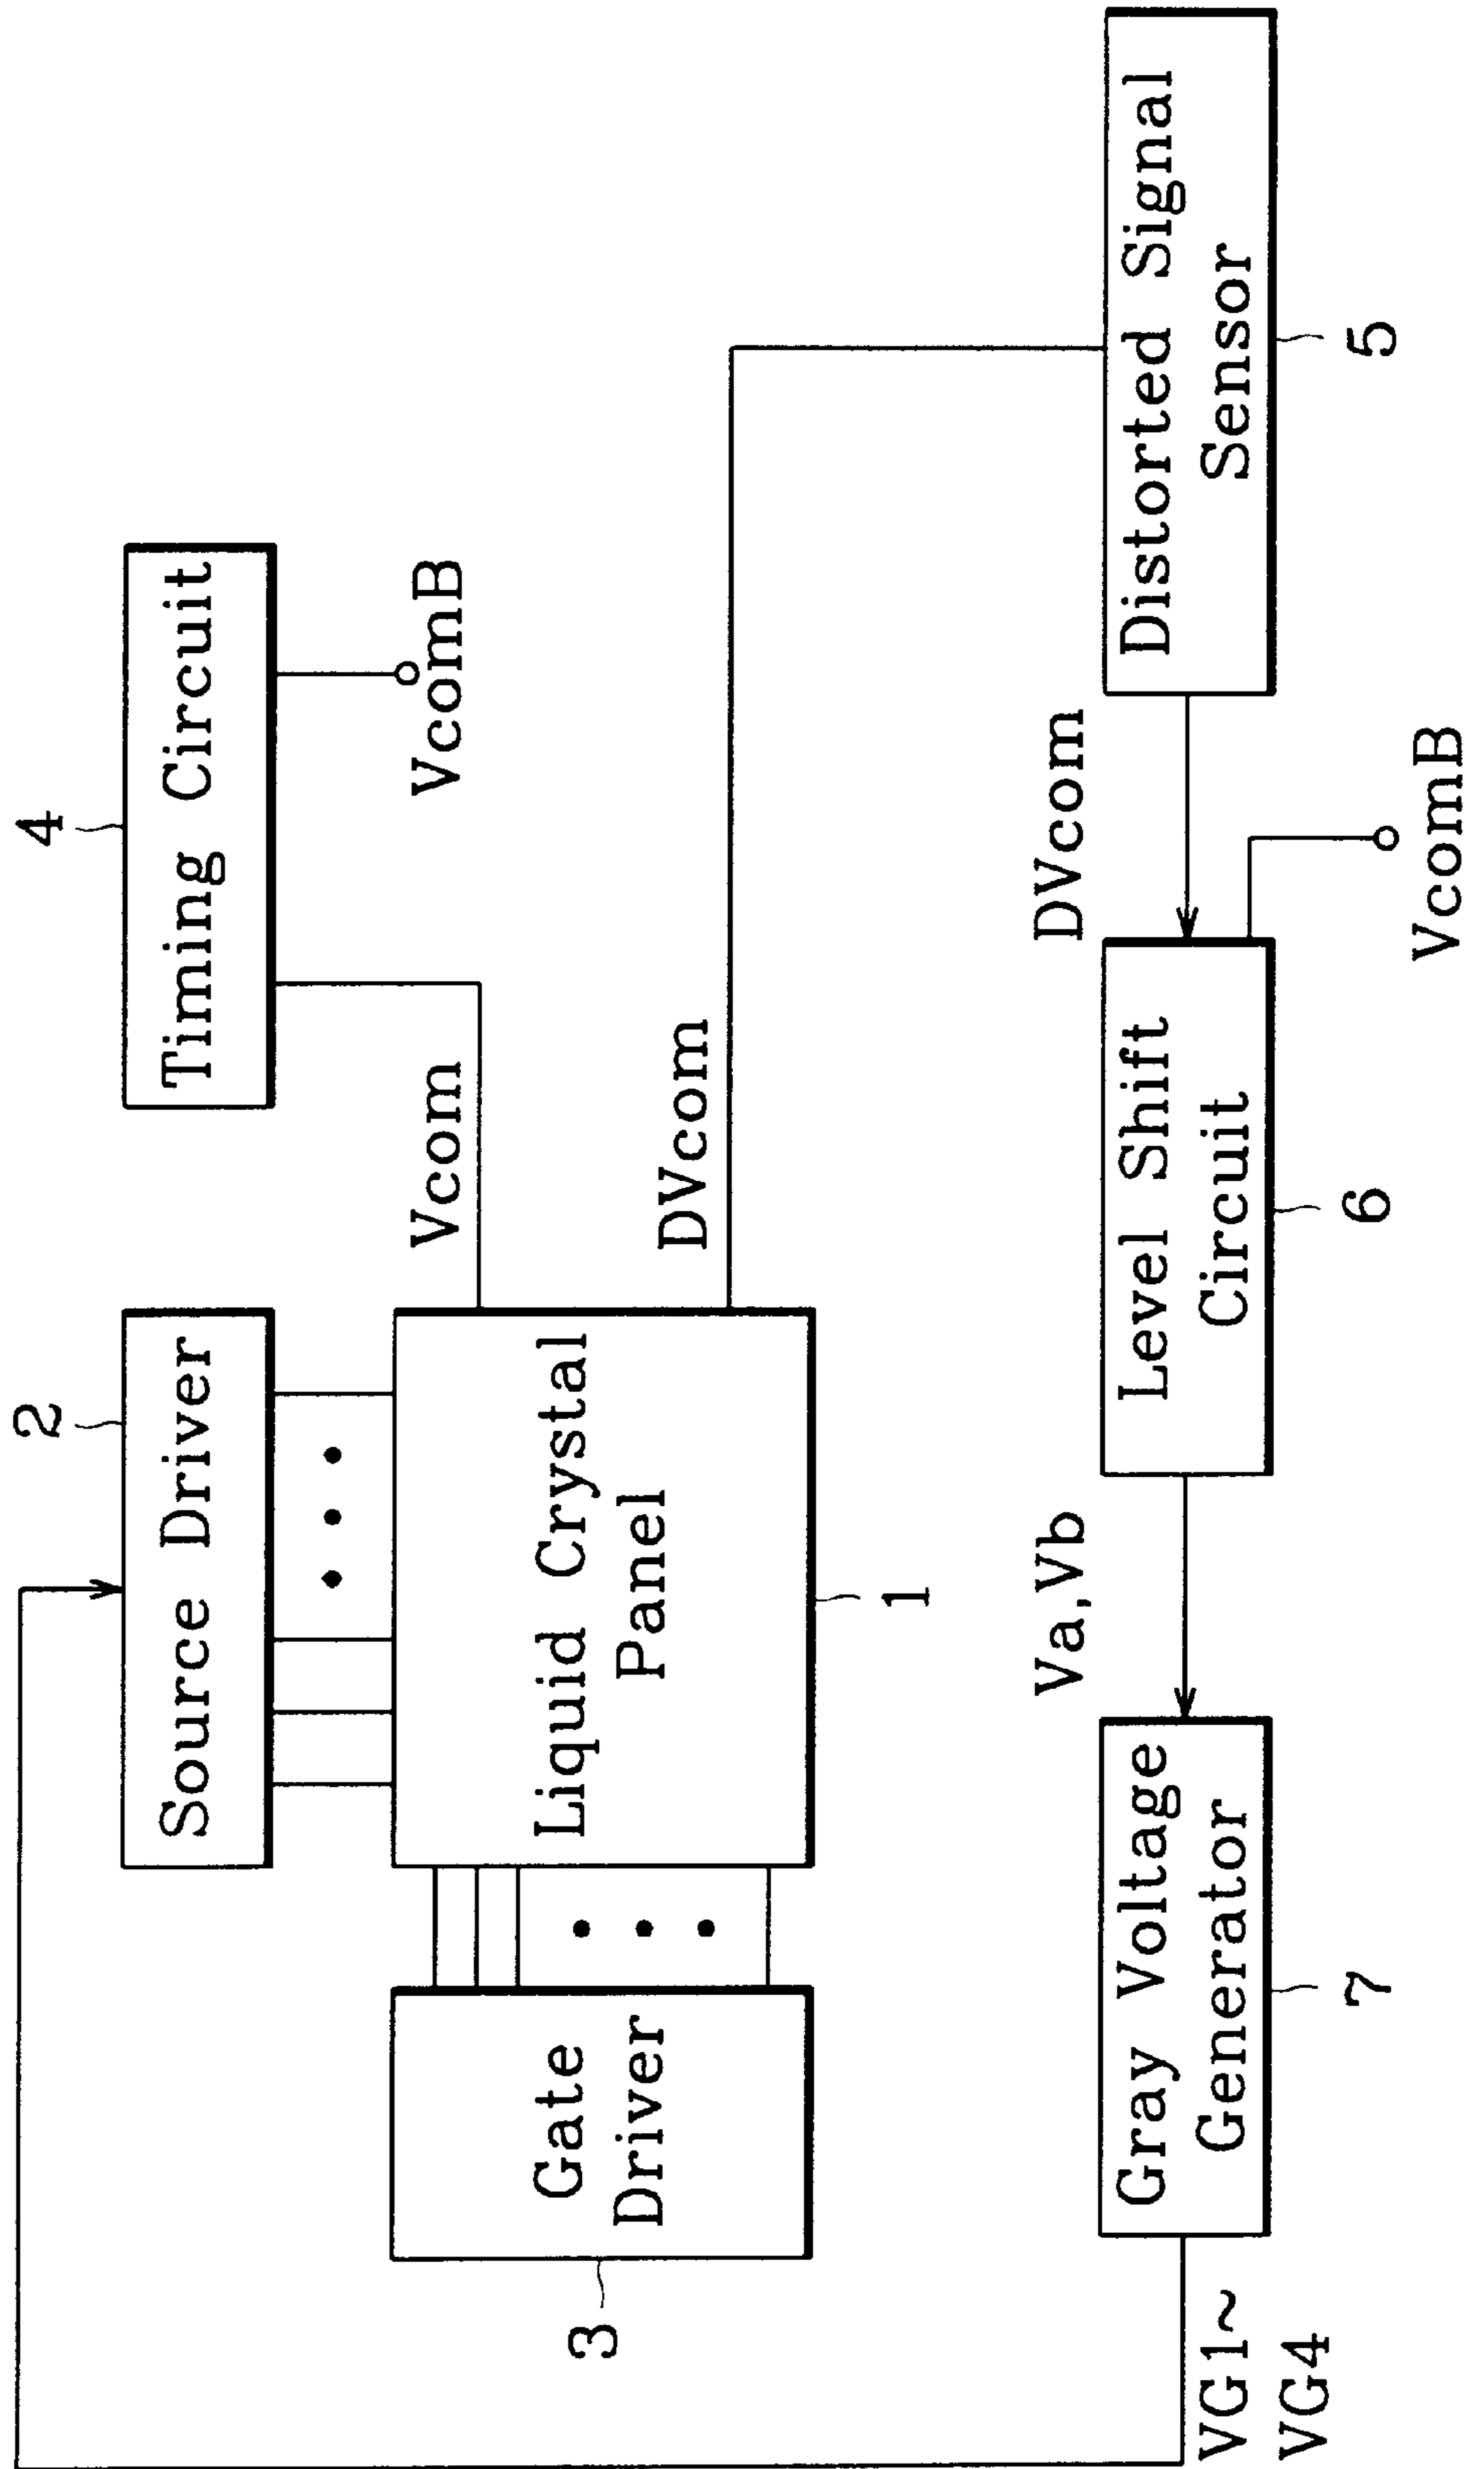 2
4
Source Driver
Timing Circuit
Vcom
VcomB
3
Gate
Driver
Liquid Crystal
Panel
1
DVcom
VG1~
VG4
Gray Voltage
Generator
7
Va,Vb
Level Shift
Circuit
6
DVcom
VcomB
Distorted Signal
Sensor
5